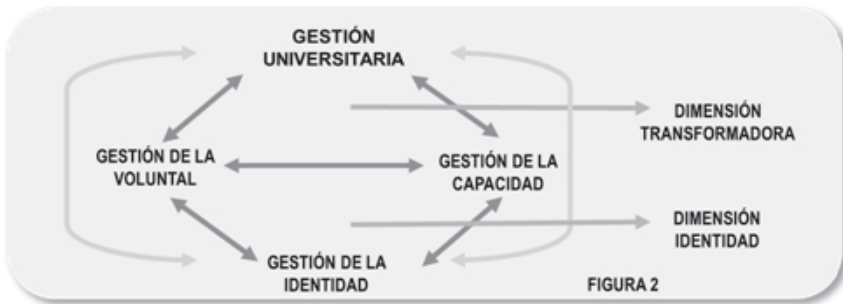 GESTIÓN
UNIVERSITARIA
DIMENSIÓN
TRANSFORMADORA
GESTIÓN DE LA
VOLUNTAL
GESTIÓN DE LA
CAPACIDAD
DIMENSIÓN
IDENTIDAD
GESTIÓN DE LA
IDENTIDAD
FIGURA 2